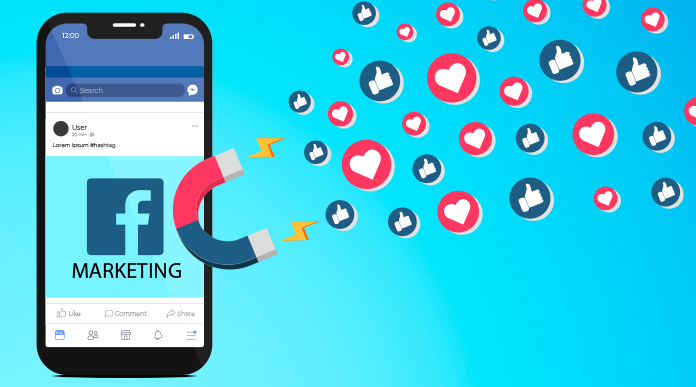 12:00
Search
User
20 min
Lorem Ipsum #hashtag
f
MARKETING
Like
Comment
Share